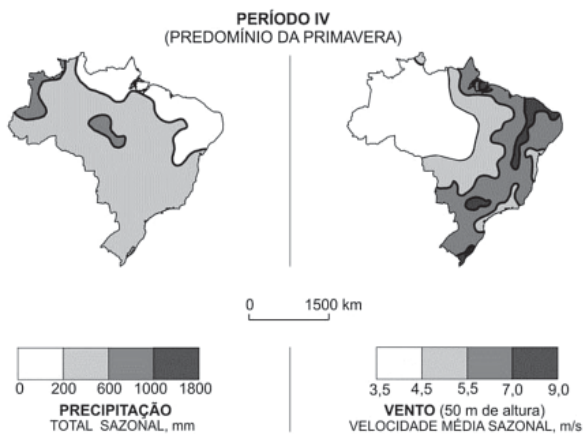 PERÍODO IV
(PREDOMÍNIO DA PRIMAVERA)
0 1500 km
0 200 600 1000 1800
PRECIPITAÇÃO
TOTAL SAZONAL, mm
3,5 4,5 5,5 7,0 9,0
VENTO (50 m de altura)
VELOCIDADE MÉDIA SAZONAL, m/s